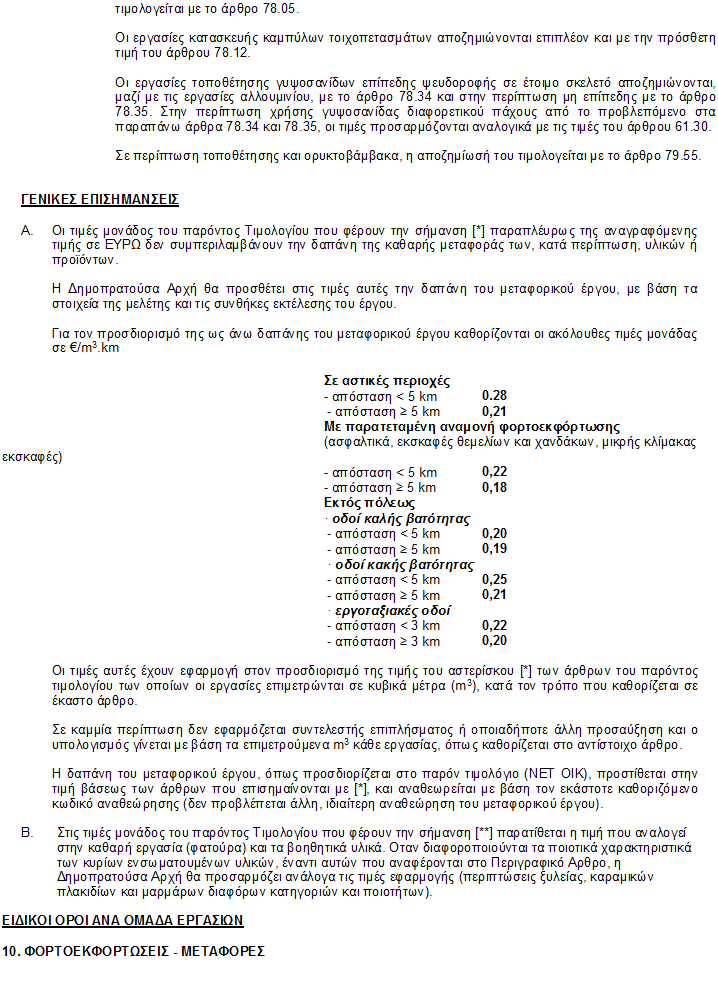 τιμολογείται με το άρθρο 78.05.
Οι εργασίες κατασκευής καμπύλων τοιχοπετασμάτων αποζημιώνονται επιπλέον και με την πρόσθετη
τιμή του άρθρου 78.12.
Οι εργασίες τοποθέτησης γυψοσανίδων επίπεδης ψευδοροφής σε έτοιμο σκελετό αποζημιώνονται,
μαζί με τις εργασίες αλλουμινίου, με το άρθρο 78.34 και στην περίπτωση μη επίπεδης με το άρθρο
78.35. Στην περίπτωση χρήσης γυψοσανίδας διαφορετικού πάχους από το προβλεπόμενο στα
παραπάνω άρθρα 78.34 και 78.35, οι τιμές προσαρμόζονται αναλογικά με τις τιμές του άρθρου 61.30.
Σε περίπτωση τοποθέτησης και ορυκτοβάμβακα, η αποζημίωσή του τιμολογείται με το άρθρο 79.55.
ΓΕΝΙΚΕΣ ΕΠΙΣΗΜΑΝΣΕΙΣ
Α. Οι τιμές μονάδος του παρόντος Τιμολογίου που φέρουν την σήμανση [*] παραπλέυρως της αναγραφόμενης
τιμής σε ΕΥΡΩ δεν συμπεριλαμβάνουν την δαπάνη της καθαρής μεταφοράς των, κατά περίπτωση, υλικών ή
προϊόντων.
Η Δημοπρατούσα Αρχή θα προσθέτει στις τιμές αυτές την δαπάνη του μεταφορικού έργου, με βάση τα
στοιχεία της μελέτης και τις συνθήκες εκτέλεσης του έργου.
Για τον προσδιορισμό της ως άνω δαπάνης του μεταφορικού έργου καθορίζονται οι ακόλουθες τιμές μονάδας
σε €/m³.km
Σε αστικές περιοχές
- απόσταση < 5 km 0.28
- απόσταση ≥ 5 km 0,21
Με παρατεταμένη αναμονή φορτοεκφόρτωσης
(ασφαλτικά, εκσκαφές θεμελίων και χανδάκων, μικρής κλίμακας
εκσκαφές)
- απόσταση < 5 km 0,22
- απόσταση ≥ 5 km 0,18
Εκτός πόλεως
· οδοί καλής βατότητας
- απόσταση < 5 km 0,20
- απόσταση ≥ 5 km 0,19
· οδοί κακής βατότητας
- απόσταση < 5 km 0,25
- απόσταση ≥ 5 km 0,21
· εργοταξιακές οδοί
- απόσταση < 3 km 0,22
- απόσταση ≥ 3 km 0,20
Οι τιμές αυτές έχουν εφαρμογή στον προσδιορισμό της τιμής του αστερίσκου [*] των άρθρων του παρόντος
τιμολογίου των οποίων οι εργασίες επιμετρώνται σε κυβικά μέτρα (m³), κατά τον τρόπο που καθορίζεται σε
έκαστο άρθρο.
Σε καμμία περίπτωση δεν εφαρμόζεται συντελεστής επιπλήσματος ή οποιαδήποτε άλλη προσαύξηση και ο
υπολογισμός γίνεται με βάση τα επιμετρούμενα m³ κάθε εργασίας, όπως καθορίζεται στο αντίστοιχο άρθρο.
Η δαπάνη του μεταφορικού έργου, όπως προσδιορίζεται στο παρόν τιμολόγιο (ΝΕΤ ΟΙΚ), προστίθεται στην
τιμή βάσεως των άρθρων που επισημαίνονται με [*], και αναθεωρείται με βάση τον εκάστοτε καθοριζόμενο
κωδικό αναθεώρησης (δεν προβλέπεται άλλη, ιδιαίτερη αναθεώρηση του μεταφορικού έργου).
Β. Στις τιμές μονάδος του παρόντος Τιμολογίου που φέρουν την σήμανση [**] παρατίθεται η τιμή που αναλογεί
στην καθαρή εργασία (φατούρα) και τα βοηθητικά υλικά. Οταν διαφοροποιούνται τα ποιοτικά χαρακτηριστικά
των κυρίων ενσωματουμένων υλικών, έναντι αυτών που αναφέρονται στο Περιγραφικό Αρθρο, η
Δημοπρατούσα Αρχή θα προσαρμόζει ανάλογα τις τιμές εφαρμογής (περιπτώσεις ξυλείας, καραμικών
πλακιδίων και μαρμάρων διαφόρων κατηγοριών και ποιοτήτων).
ΕΙΔΙΚΟΙ ΟΡΟΙ ΑΝΑ ΟΜΑΔΑ ΕΡΓΑΣΙΩΝ
10. ΦΟΡΤΟΕΚΦΟΡΤΩΣΕΙΣ - ΜΕΤΑΦΟΡΕΣ